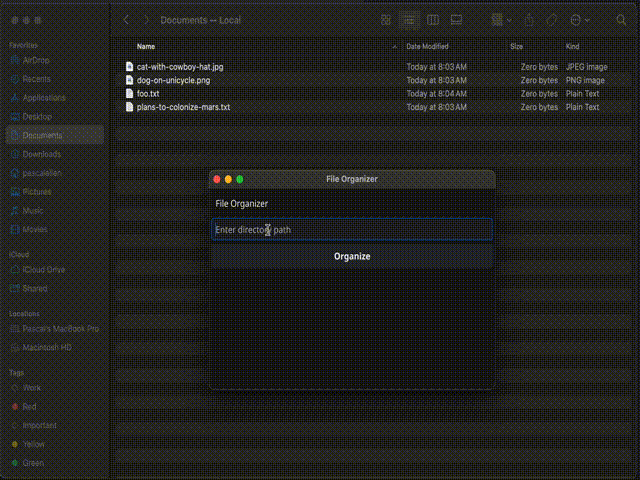 Documents — Local
Favorites
AirDrop
Recents
Applications
Desktop
Documents
Downloads
pascalallen
Pictures
Music
Movies
iCloud
iCloud Drive
Shared
Locations
Pascal's MacBook Pro
Macintosh HD
Tags
Work
Red
Important
Yellow
Green
Name Date Modified Size Kind
cat-with-cowboy-hat.jpg Today at 8:03 AM Zero bytes JPEG image
dog-on-unicycle.png Today at 8:03 AM Zero bytes PNG image
foo.txt Today at 8:04 AM Zero bytes Plain Text
plans-to-colonize-mars.txt Today at 8:03 AM Zero bytes Plain Text
File Organizer
File Organizer
Enter directory path
Organize